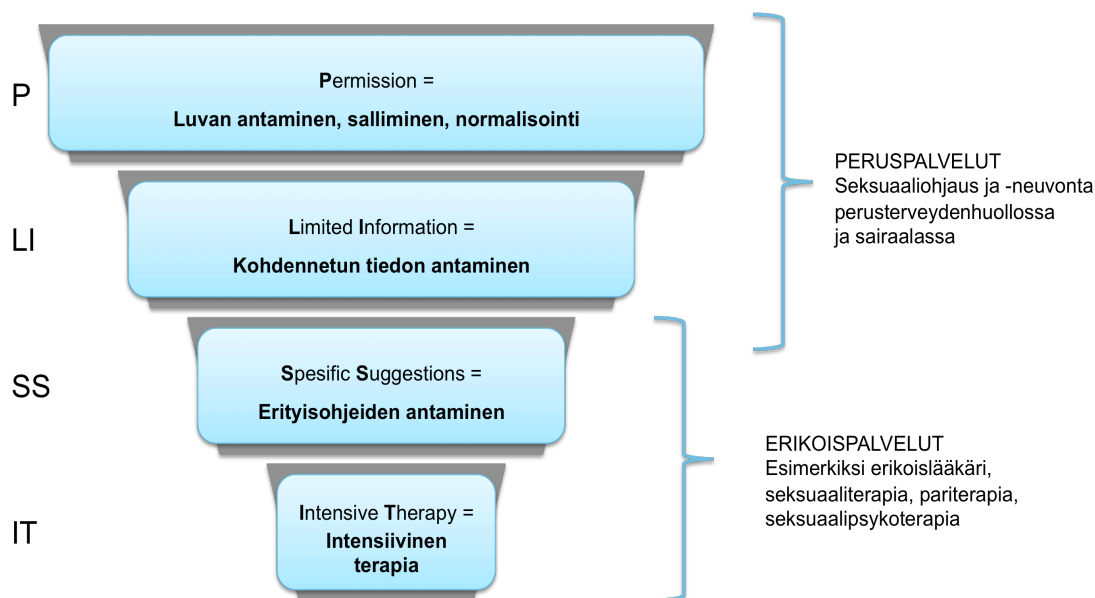 P
Permission =
Luvan antaminen, salliminen, normalisointi
LI
Limited Information =
Kohdennetun tiedon antaminen
SS
Spesific Suggestions =
Erityisohjeiden antaminen
IT
Intensive Therapy =
Intensiivinen
terapia
PERUSPALVELUT
Seksuaaliohjaus ja -neuvonta
perusterveydenhuollossa
ja sairaalassa
ERIKOISPALVELUT
Esimerkiksi erikoislääkäri,
seksuaaliterapia, pariterapia,
seksuaalipsykoterapia